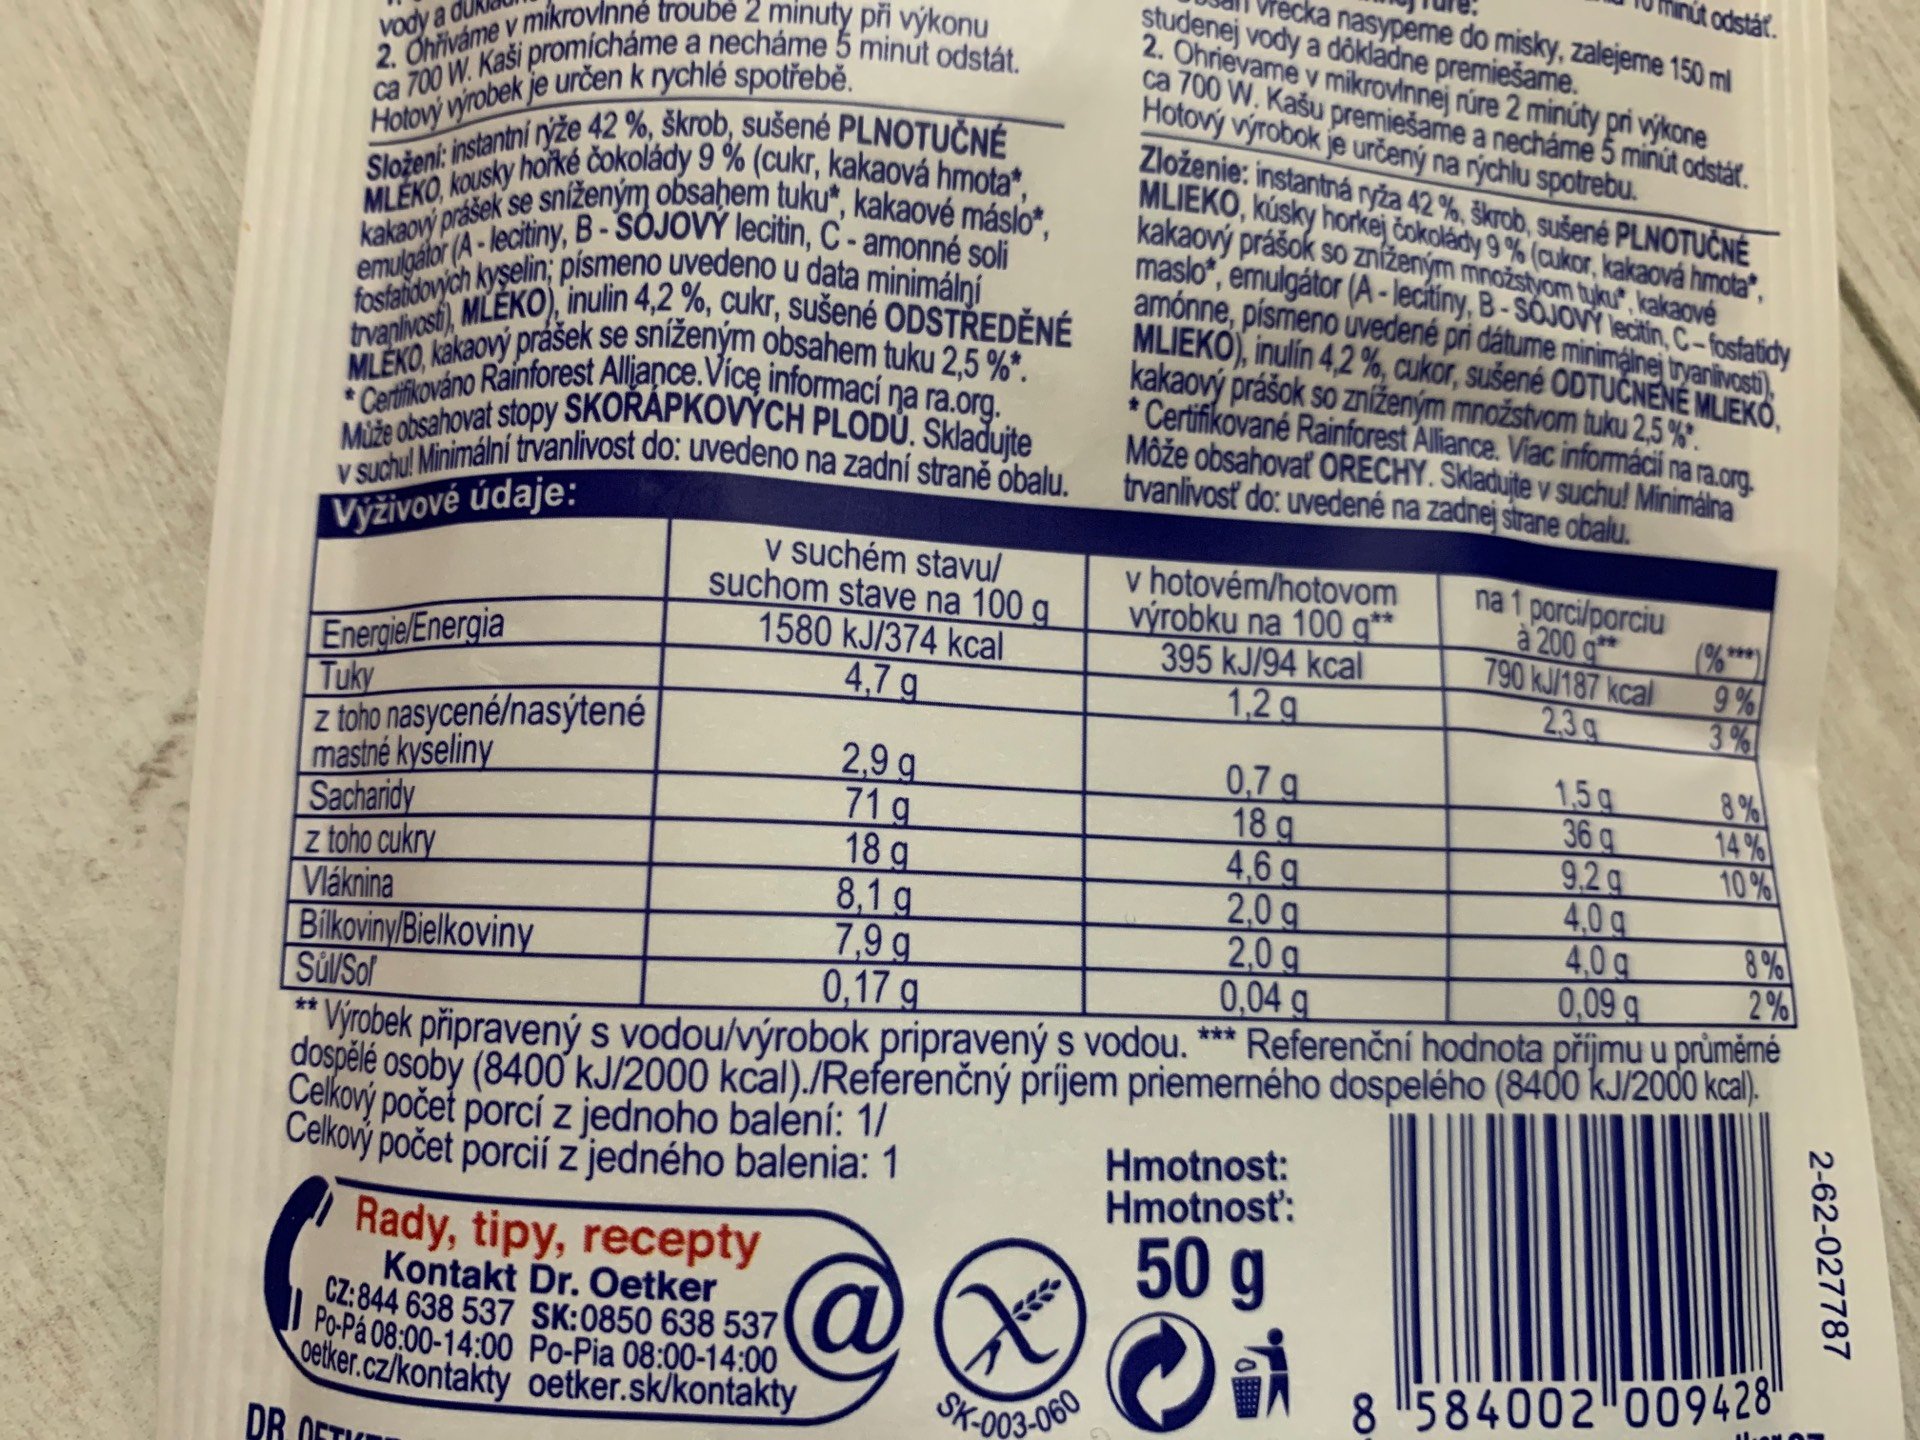 vody a
2. Ohříváme v mikrovlnné troubě 2 minuty při výkonu
ca 700 W. Kaši promícháme a necháme 5 minut odstát.
Hotový výrobek je určen k rychlé spotřebě.
Složení: instantní rýže 42 %, škrob, sušené PLNOTUČNÉ
MLÉKO, kousky hořké čokolády 9 % (cukr, kakaová hmota*,
kakaový prášek se sníženým obsahem tuku*, kakaové máslo*,
emulgátor (A - lecitiny, B - SÓJOVÝ lecitin, C - amonné soli
fosfatidových kyselin; písmeno uvedeno u data minimální
trvanlivosti), MLÉKO), inulin 4,2 %, cukr, sušené ODSTŘEDĚNÉ
MLÉKO, kakaový prášek se sníženým obsahem tuku 2,5 %*.
* Certifikováno Rainforest Alliance. Více informací na ra.org.
Může obsahovat stopy SKOŘÁPKOVÝCH PLODŮ. Skladujte
v suchu! Minimální trvanlivost do: uvedeno na zadní straně obalu.
minút odstáť.
vrecka nasypeme do misky, zalejeme 150 ml
studenej vody a dôkladne premiešame.
2. Ohrievame v mikrovlnnej rúre 2 minúty pri výkone
ca 700 W. Kašu premiešame a necháme 5 minút odstáť.
Hotový výrobok je určený na rýchlu spotrebu.
Zloženie: instantná ryža 42 %, škrob, sušené PLNOTUČNÉ
MLIEKO, kúsky horkej čokolády 9 % (cukor, kakaová hmota*,
kakaový prášok so zníženým množstvom tuku*, kakaové
maslo*, emulgátor (A - lecitíny, B - SÓJOVÝ lecitín, C - fosfatidy
amónne, písmeno uvedené pri dátume minimálnej trvanlivosti),
MLIEKO), inulín 4,2 %, cukor, sušené ODTUČNENÉ MLIEKO,
kakaový prášok so zníženým množstvom tuku 2,5 %*.
* Certifikované Rainforest Alliance. Viac informácií na ra.org.
Môže obsahovať ORECHY. Skladujte v suchu! Minimálna
trvanlivosť do: uvedené na zadnej strane obalu.
Výživové údaje:
v suchém stavu/
suchom stave na 100 g
v hotovém/hotovom
výrobku na 100 g**
na 1 porci/porciu
à 200 g** (%***)
Energie/Energia 1580 kJ/374 kcal 395 kJ/94 kcal 790 kJ/187 kcal 9 %
Tuky 4,7 g 1,2 g 2,3 g 3 %
z toho nasycené/nasýtené
mastné kyseliny 2,9 g 0,7 g 1,5 g 8 %
Sacharidy 71 g 18 g 36 g 14 %
z toho cukry 18 g 4,6 g 9,2 g 10 %
Vláknina 8,1 g 2,0 g 4,0 g
Bílkoviny/Bielkoviny 7,9 g 2,0 g 4,0 g 8 %
Sůl/Soľ 0,17 g 0,04 g 0,09 g 2 %
** Výrobek připravený s vodou/výrobok pripravený s vodou. *** Referenční hodnota příjmu u průměrné
dospělé osoby (8400 kJ/2000 kcal)./Referenčný príjem priemerného dospelého (8400 kJ/2000 kcal).
Celkový počet porcí z jednoho balení: 1/
Celkový počet porcií z jedného balenia: 1
Hmotnost:
Hmotnosť:
50 g
Rady, tipy, recepty
Kontakt Dr. Oetker
CZ: 844 638 537 SK: 0850 638 537
Po-Pá 08:00-14:00 Po-Pia 08:00-14:00
oetker.cz/kontakty oetker.sk/kontakty
@
SK-003-060
8 584002 009428
2-62-027787
DR. OETKER